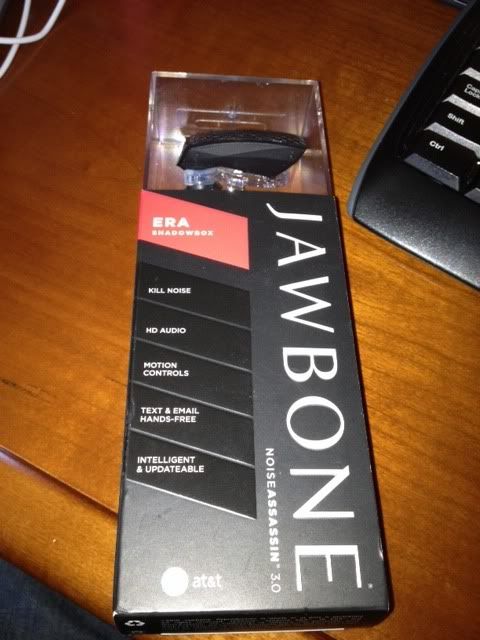 ERA
SHADOWBOX
KILL NOISE
HD AUDIO
MOTION
CONTROLS
TEXT & EMAIL
HANDS-FREE
INTELLIGENT
& UPDATEABLE
at&t
JAWBONE®
NOISEASSASSIN™ 3.0
Caps
Lock
Shift
Ctrl